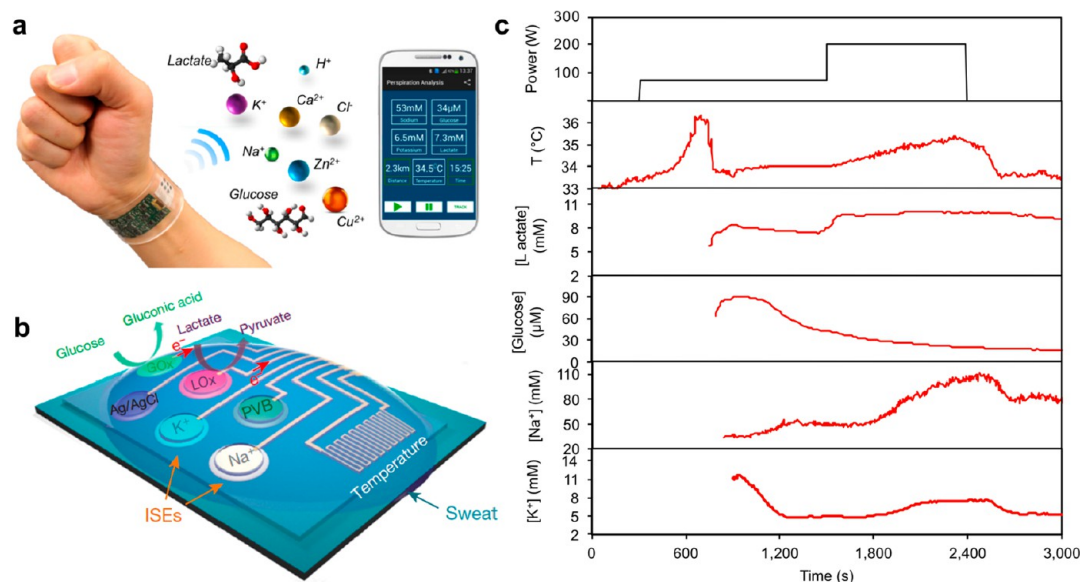 a
Lactate
H⁺
K⁺
Ca²⁺
Cl⁻
Na⁺
Zn²⁺
Glucose
Cu²⁺
13:37
Perspiration Analysis
53mM
Sodium
34μM
Glucose
6.5mM
Potassium
7.3mM
Lactate
2.3km
Distance
34.5°C
Temperature
15:25
Time
b
Gluconic acid
Glucose
e⁻
Lactate
Pyruvate
GOx
LOx
e⁻
Ag/AgCl
K⁺
PVB
Na⁺
Temperature
ISEs
Sweat
c
Power (W)
300
200
100
T (°C)
36
35
34
33
[L actate]
(mM)
11
8
5
2
[Glucose]
(μM)
90
60
30
0
[Na⁺] (mM)
110
80
50
20
[K⁺] (mM)
14
11
8
5
2
0
600
1,200
1,800
2,400
3,000
Time (s)